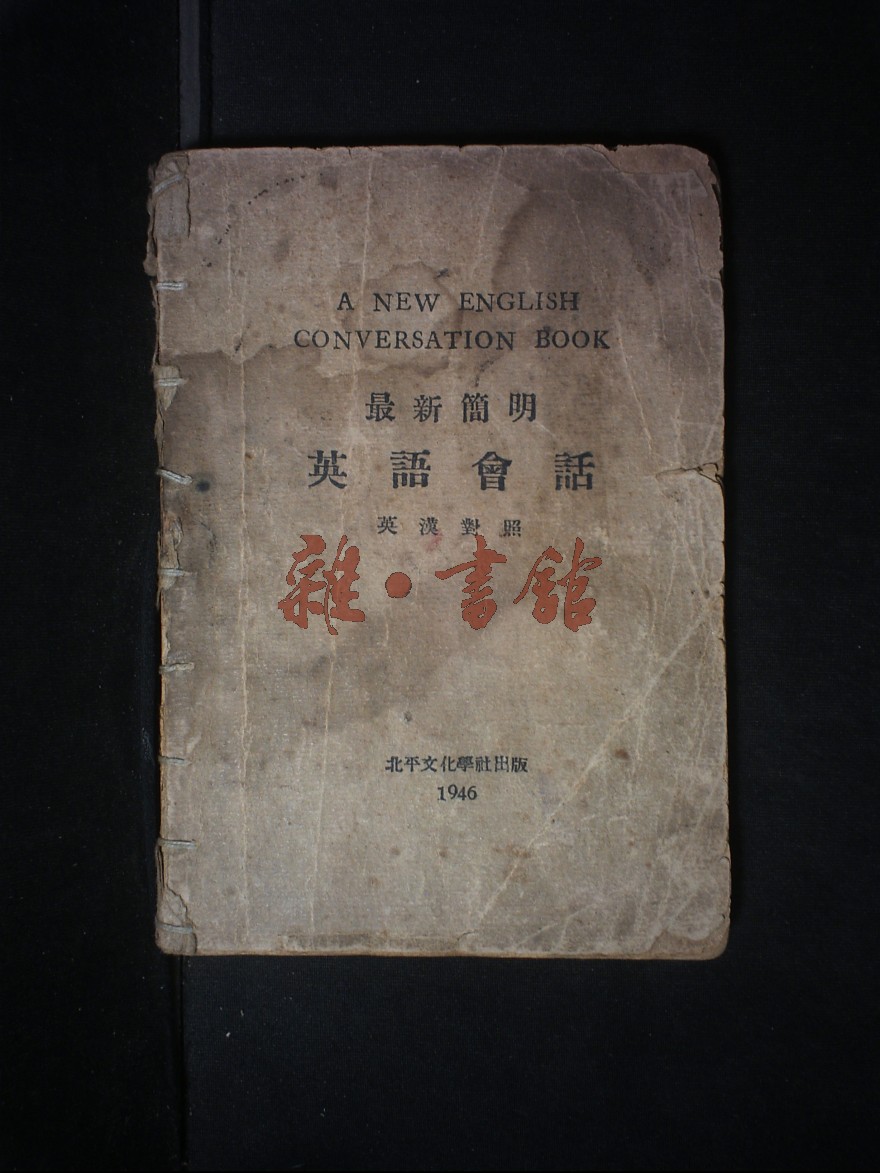 A NEW ENGLISH
CONVERSATION BOOK
最新簡明
英語會話
英漢對照
雜·書館
北平文化學社出版
1946